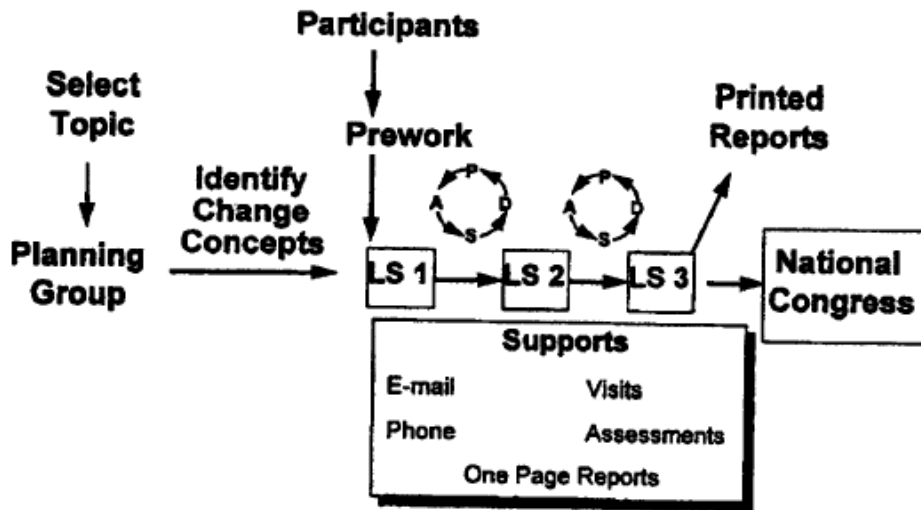 Participants
Select
Topic
Printed
Reports
Prework
Identify
Change
Concepts
P
A D
S
P
A D
S
Planning
Group
LS 1
LS 2
LS 3
National
Congress
Supports
E-mail Visits
Phone Assessments
One Page Reports